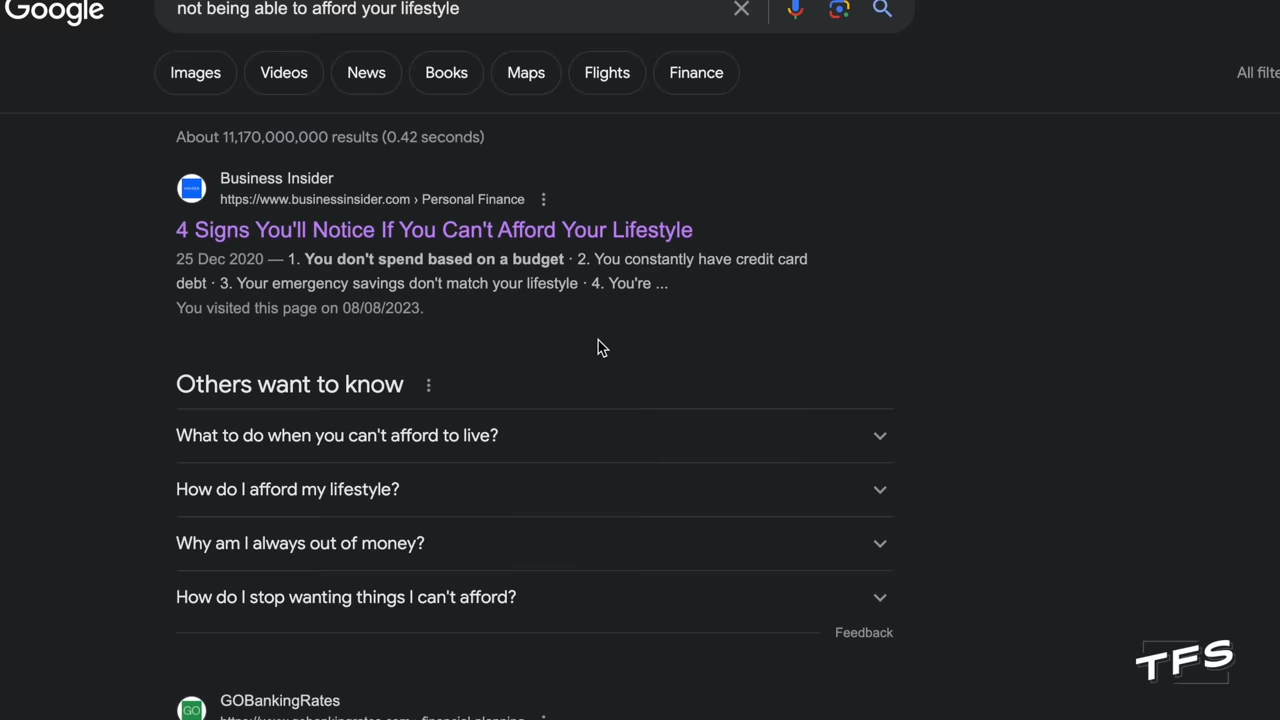 Google
not being able to afford your lifestyle
Images Videos News Books Maps Flights Finance
All filte
About 11,170,000,000 results (0.42 seconds)
Business Insider
https://www.businessinsider.com › Personal Finance
4 Signs You'll Notice If You Can't Afford Your Lifestyle
25 Dec 2020 — 1. You don't spend based on a budget · 2. You constantly have credit card
debt · 3. Your emergency savings don't match your lifestyle · 4. You're ...
You visited this page on 08/08/2023.
Others want to know
What to do when you can't afford to live?
How do I afford my lifestyle?
Why am I always out of money?
How do I stop wanting things I can't afford?
Feedback
TFS
GOBankingRates
GO